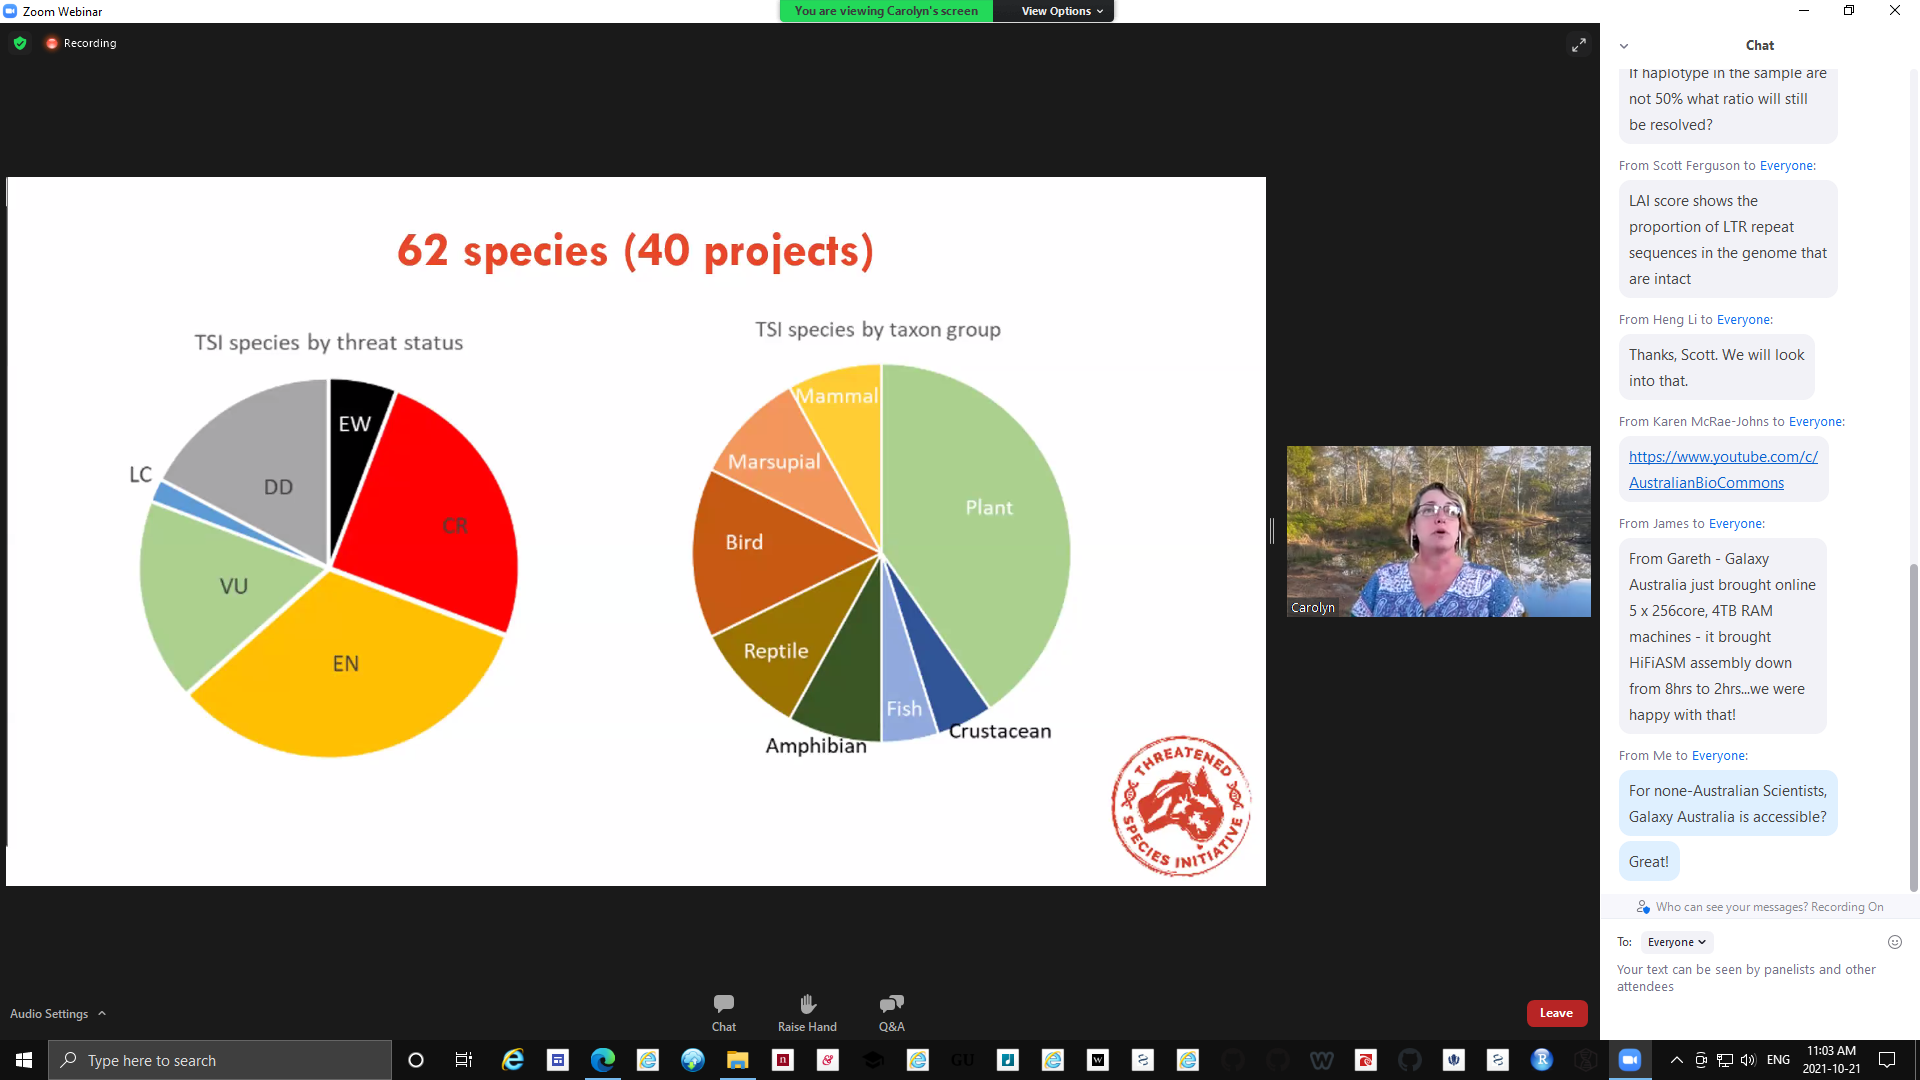 Zoom Webinar
You are viewing Carolyn's screen
View Options
Recording
62 species (40 projects)
TSI species by threat status
EW
CR
EN
VU
LC
DD
TSI species by taxon group
Mammal
Plant
Marsupial
Bird
Reptile
Amphibian
Fish
Crustacean
THREATENED
SPECIES INITIATIVE
Carolyn
Chat
If haplotype in the sample are
not 50% what ratio will still
be resolved?
From Scott Ferguson to Everyone:
LAI score shows the
proportion of LTR repeat
sequences in the genome that
are intact
From Heng Li to Everyone:
Thanks, Scott. We will look
into that.
From Karen McRae-Johns to Everyone:
https://www.youtube.com/c/
AustralianBioCommons
From James to Everyone:
From Gareth - Galaxy
Australia just brought online
5 x 256core, 4TB RAM
machines - it brought
HiFiASM assembly down
from 8hrs to 2hrs...we were
happy with that!
From Me to Everyone:
For none-Australian Scientists,
Galaxy Australia is accessible?
Great!
Who can see your messages? Recording On
To: Everyone
Your text can be seen by panelists and other
attendees
Audio Settings
Chat
Raise Hand
Q&A
Leave
Type here to search
GU
ENG
11:03 AM
2021-10-21